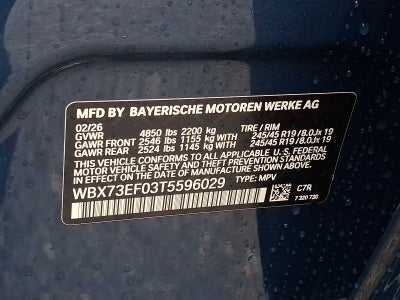 MFD BY BAYERISCHE MOTOREN WERKE AG
02/26 TIRE / RIM
GVWR 4850 lbs 2200 kg
GAWR FRONT 2546 lbs 1155 kg WITH 245/45 R19 / 8.0Jx 19
GAWR REAR 2524 lbs 1145 kg WITH 245/45 R19 / 8.0Jx 19
THIS VEHICLE CONFORMS TO ALL APPLICABLE U.S. FEDERAL
MOTOR VEHICLE SAFETY AND THEFT PREVENTION STANDARDS
IN EFFECT ON THE DATE OF MANUFACTURE SHOWN ABOVE.
WBX73EF03T5596029 TYPE: MPV
C7R
7 320 730